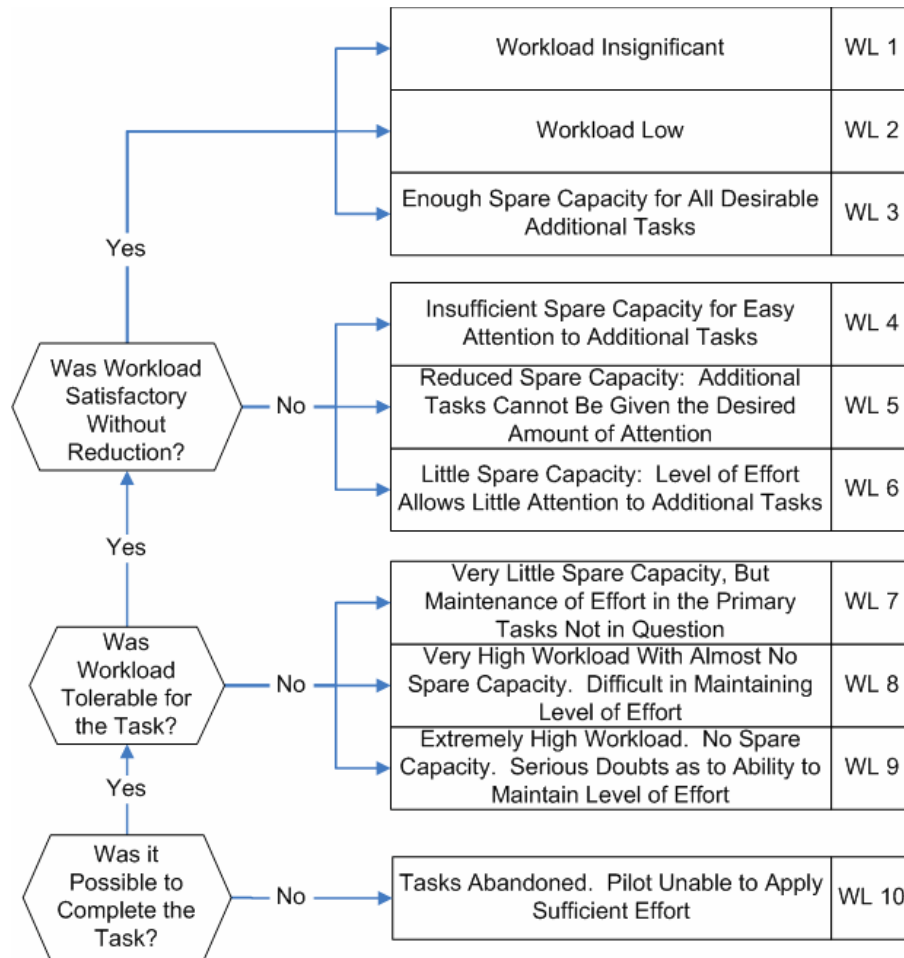 Workload Insignificant
WL 1
Workload Low
WL 2
Enough Spare Capacity for All Desirable
Additional Tasks
WL 3
Yes
Insufficient Spare Capacity for Easy
Attention to Additional Tasks
WL 4
Was Workload
Satisfactory
Without
Reduction?
No
Reduced Spare Capacity: Additional
Tasks Cannot Be Given the Desired
Amount of Attention
WL 5
Little Spare Capacity: Level of Effort
Allows Little Attention to Additional Tasks
WL 6
Yes
Very Little Spare Capacity, But
Maintenance of Effort in the Primary
Tasks Not in Question
WL 7
Was
Workload
Tolerable for
the Task?
No
Very High Workload With Almost No
Spare Capacity. Difficult in Maintaining
Level of Effort
WL 8
Extremely High Workload. No Spare
Capacity. Serious Doubts as to Ability to
Maintain Level of Effort
WL 9
Yes
Was it
Possible to
Complete the
Task?
No
Tasks Abandoned. Pilot Unable to Apply
Sufficient Effort
WL 10